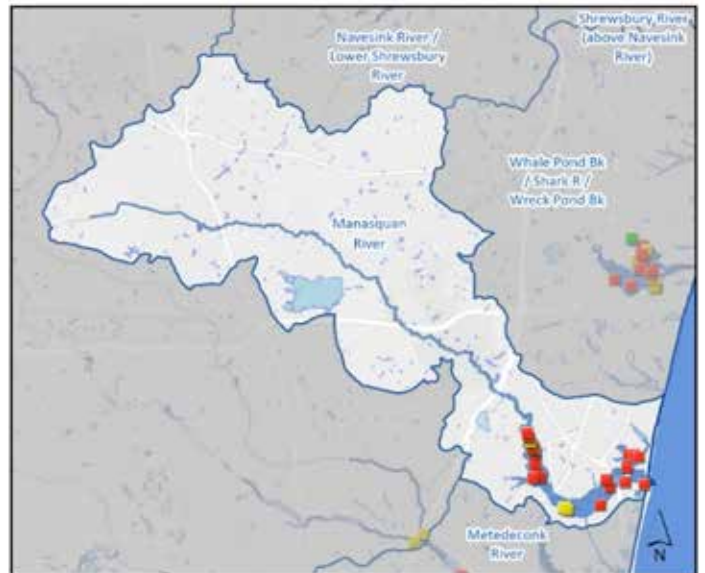 Navesink River /
Lower Shrewsbury
River
Shrewsbury River
(above Navesink
River)
Whale Pond Bk
/ Shark R /
Wreck Pond Bk
Manasquan
River
Metedeconk
River
N